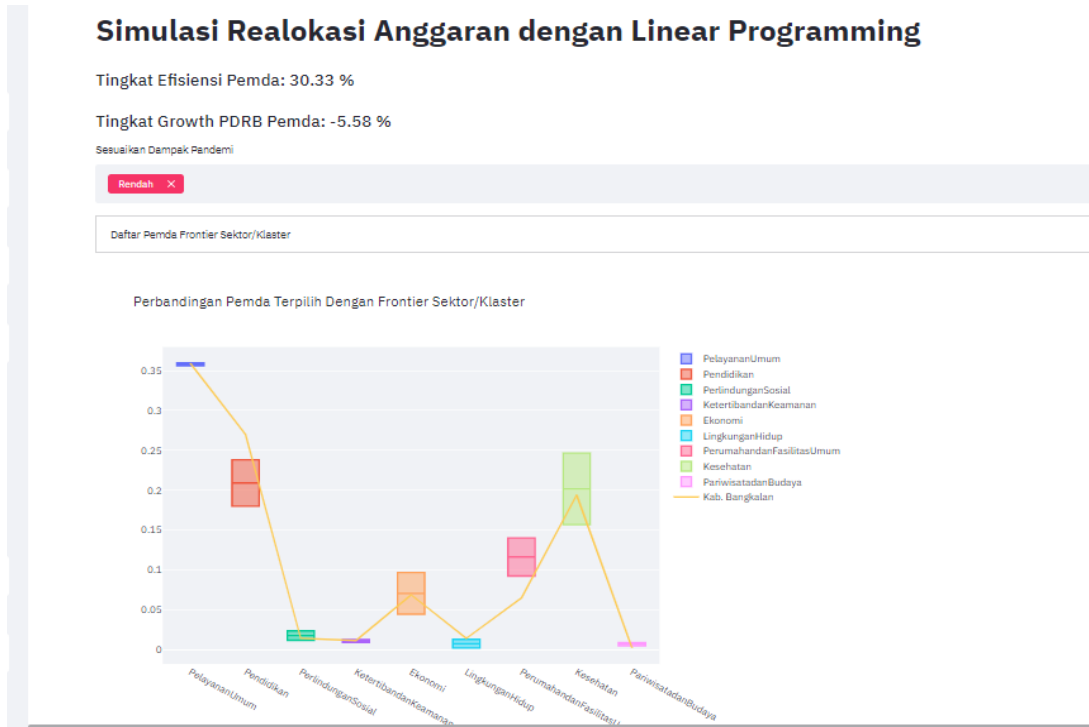 Simulasi Realokasi Anggaran dengan Linear Programming
Tingkat Efisiensi Pemda: 30.33 %
Tingkat Growth PDRB Pemda: -5.58 %
Sesuaikan Dampak Pandemi
Rendah ×
Daftar Pemda Frontier Sektor/Klaster
Perbandingan Pemda Terpilih Dengan Frontier Sektor/Klaster
0.35
0.3
0.25
0.2
0.15
0.1
0.05
0
PelayananUmum
Pendidikan
PerlindunganSosial
KetertibandanKeamanan
Ekonomi
LingkunganHidup
PerumahandanFasilitasU
Kesehatan
PariwisatadanBudaya
PelayananUmum
Pendidikan
PerlindunganSosial
KetertibandanKeamanan
Ekonomi
LingkunganHidup
PerumahandanFasilitasUmum
Kesehatan
PariwisatadanBudaya
Kab. Bangkalan